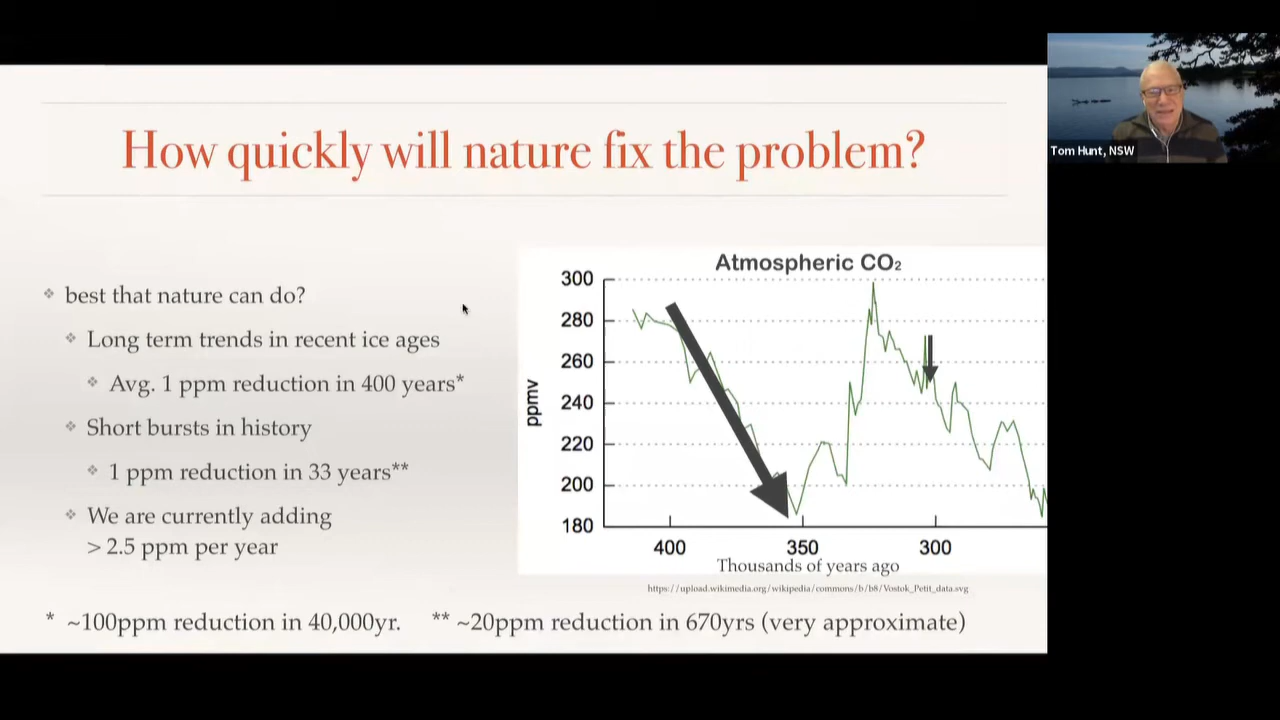 How quickly will nature fix the problem?
Tom Hunt, NSW
best that nature can do?
Long term trends in recent ice ages
Avg. 1 ppm reduction in 400 years*
Short bursts in history
1 ppm reduction in 33 years**
We are currently adding
> 2.5 ppm per year
Atmospheric CO₂
ppmv
300
280
260
240
220
200
180
400 350 300
Thousands of years ago
https://upload.wikimedia.org/wikipedia/commons/b/b8/Vostok_Petit_data.svg
* ~100ppm reduction in 40,000yr. ** ~20ppm reduction in 670yrs (very approximate)